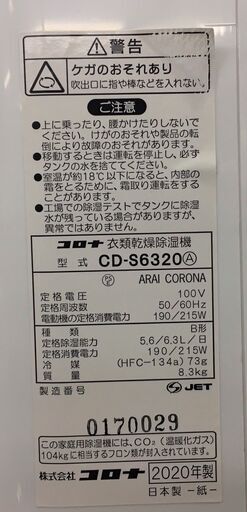 警告
ケガのおそれあり
吹出口に指や棒などを入れない。
ご注意
●上に乗ったり、腰かけたりしないで
ください。けがのおそれや製品の転
倒により故障のおそれがあります。
●移動するときは運転を停止し、必ず
タンクの水を捨ててください。
●室温が約18℃以下になると、内部の
霜をとるために、霜取り運転をする
ことがあります。
●工場での除湿テストでタンクに除湿
水が残っている場合がありますが、
異常ではありません。
コロナ 衣類乾燥除湿機
型式 CD-S6320Ⓐ
PS E ARAI CORONA
定格電圧 100V
定格周波数 50/60Hz
電動機の定格消費電力 190/215W
種類 B形
定格除湿能力 5.6/6.3L/日
定格消費電力 190/215W
冷媒 (HFC-134a) 73g
質量 8.3kg
製造番号 JET
0170029
この家庭用除湿機には、CO₂（温暖化ガス）
104kgに相当するフロン類が封入されています。
株式会社 コロナ 2020年製
日本製 -紙-